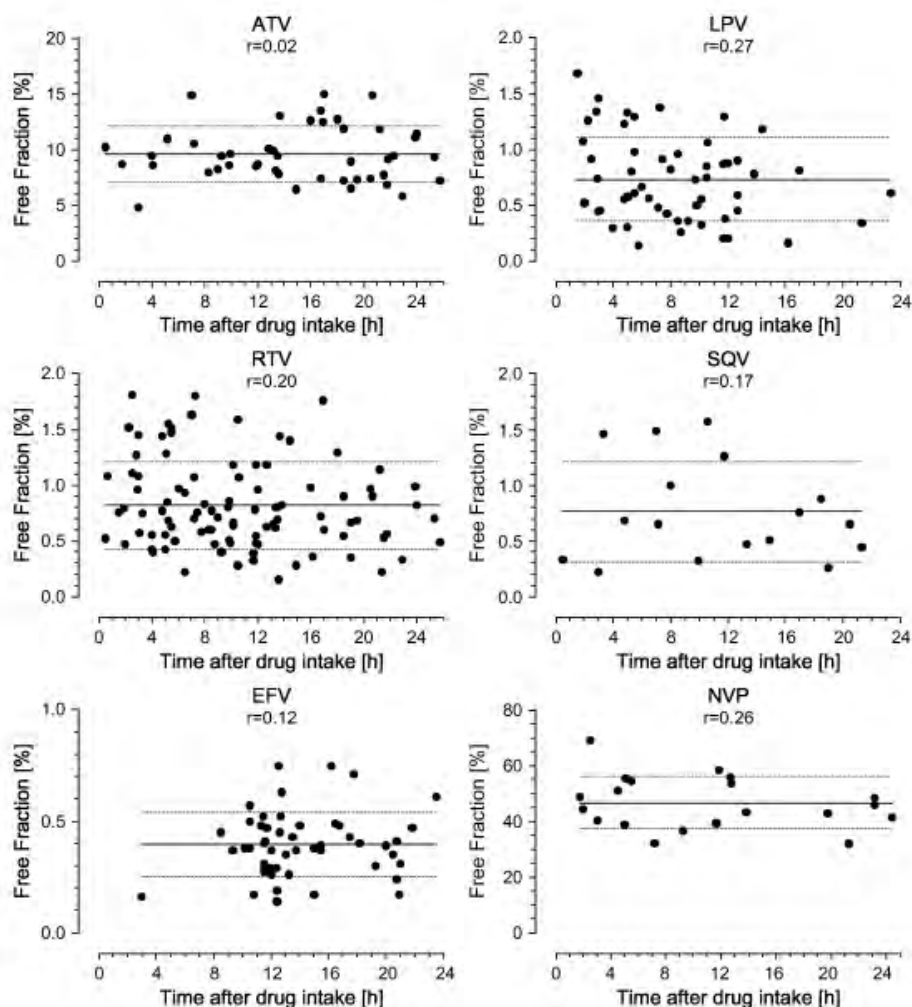 ATV
r=0.02
Free Fraction [%]
20
15
10
5
0
0 4 8 12 16 20 24
Time after drug intake [h]
LPV
r=0.27
Free Fraction [%]
2.0
1.5
1.0
0.5
0.0
0 4 8 12 16 20 24
Time after drug intake [h]
RTV
r=0.20
Free Fraction [%]
2.0
1.5
1.0
0.5
0.0
0 4 8 12 16 20 24
Time after drug intake [h]
SQV
r=0.17
Free Fraction [%]
2.0
1.5
1.0
0.5
0.0
0 4 8 12 16 20 24
Time after drug intake [h]
EFV
r=0.12
Free Fraction [%]
1.0
0.5
0.0
0 4 8 12 16 20 24
Time after drug intake [h]
NVP
r=0.26
Free Fraction [%]
80
60
40
20
0
0 4 8 12 16 20 24
Time after drug intake [h]